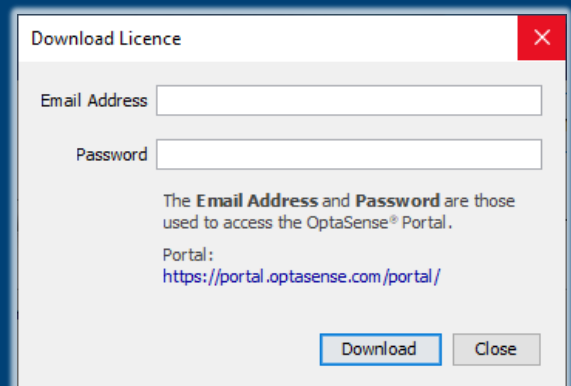 Download Licence
Email Address
Password
The Email Address and Password are those
used to access the OptaSense® Portal.
Portal:
https://portal.optasense.com/portal/
Download Close